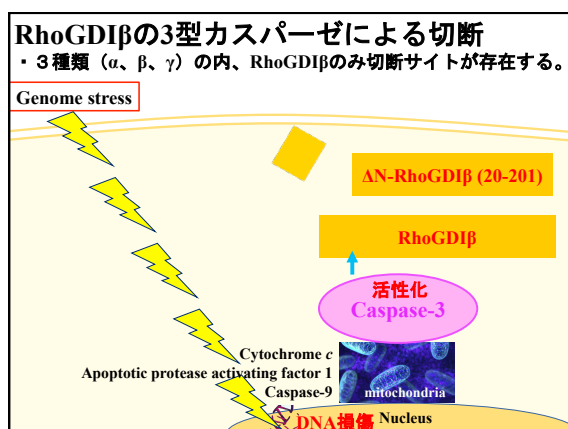 RhoGDIβの3型カスパーゼによる切断
・３種類（α、β、γ）の内、RhoGDIβのみ切断サイトが存在する。
Genome stress
ΔN-RhoGDIβ (20-201)
RhoGDIβ
活性化
Caspase-3
Cytochrome c
Apoptotic protease activating factor 1
Caspase-9
mitochondria
DNA損傷
Nucleus